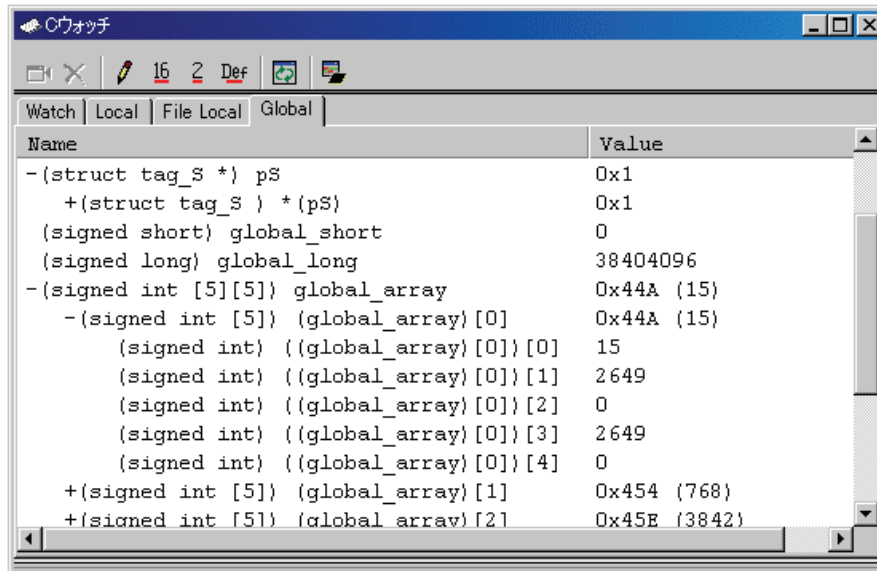 Cウォッチ
16 2 Def
Watch Local File Local Global
Name Value
-(struct tag_S *) pS 0x1
+(struct tag_S ) *(pS) 0x1
(signed short) global_short 0
(signed long) global_long 38404096
-(signed int [5][5]) global_array 0x44A (15)
-(signed int [5]) (global_array)[0] 0x44A (15)
(signed int) ((global_array)[0])[0] 15
(signed int) ((global_array)[0])[1] 2649
(signed int) ((global_array)[0])[2] 0
(signed int) ((global_array)[0])[3] 2649
(signed int) ((global_array)[0])[4] 0
+(signed int [5]) (global_array)[1] 0x454 (768)
+(signed int [5]) (global_array)[2] 0x45E (3842)